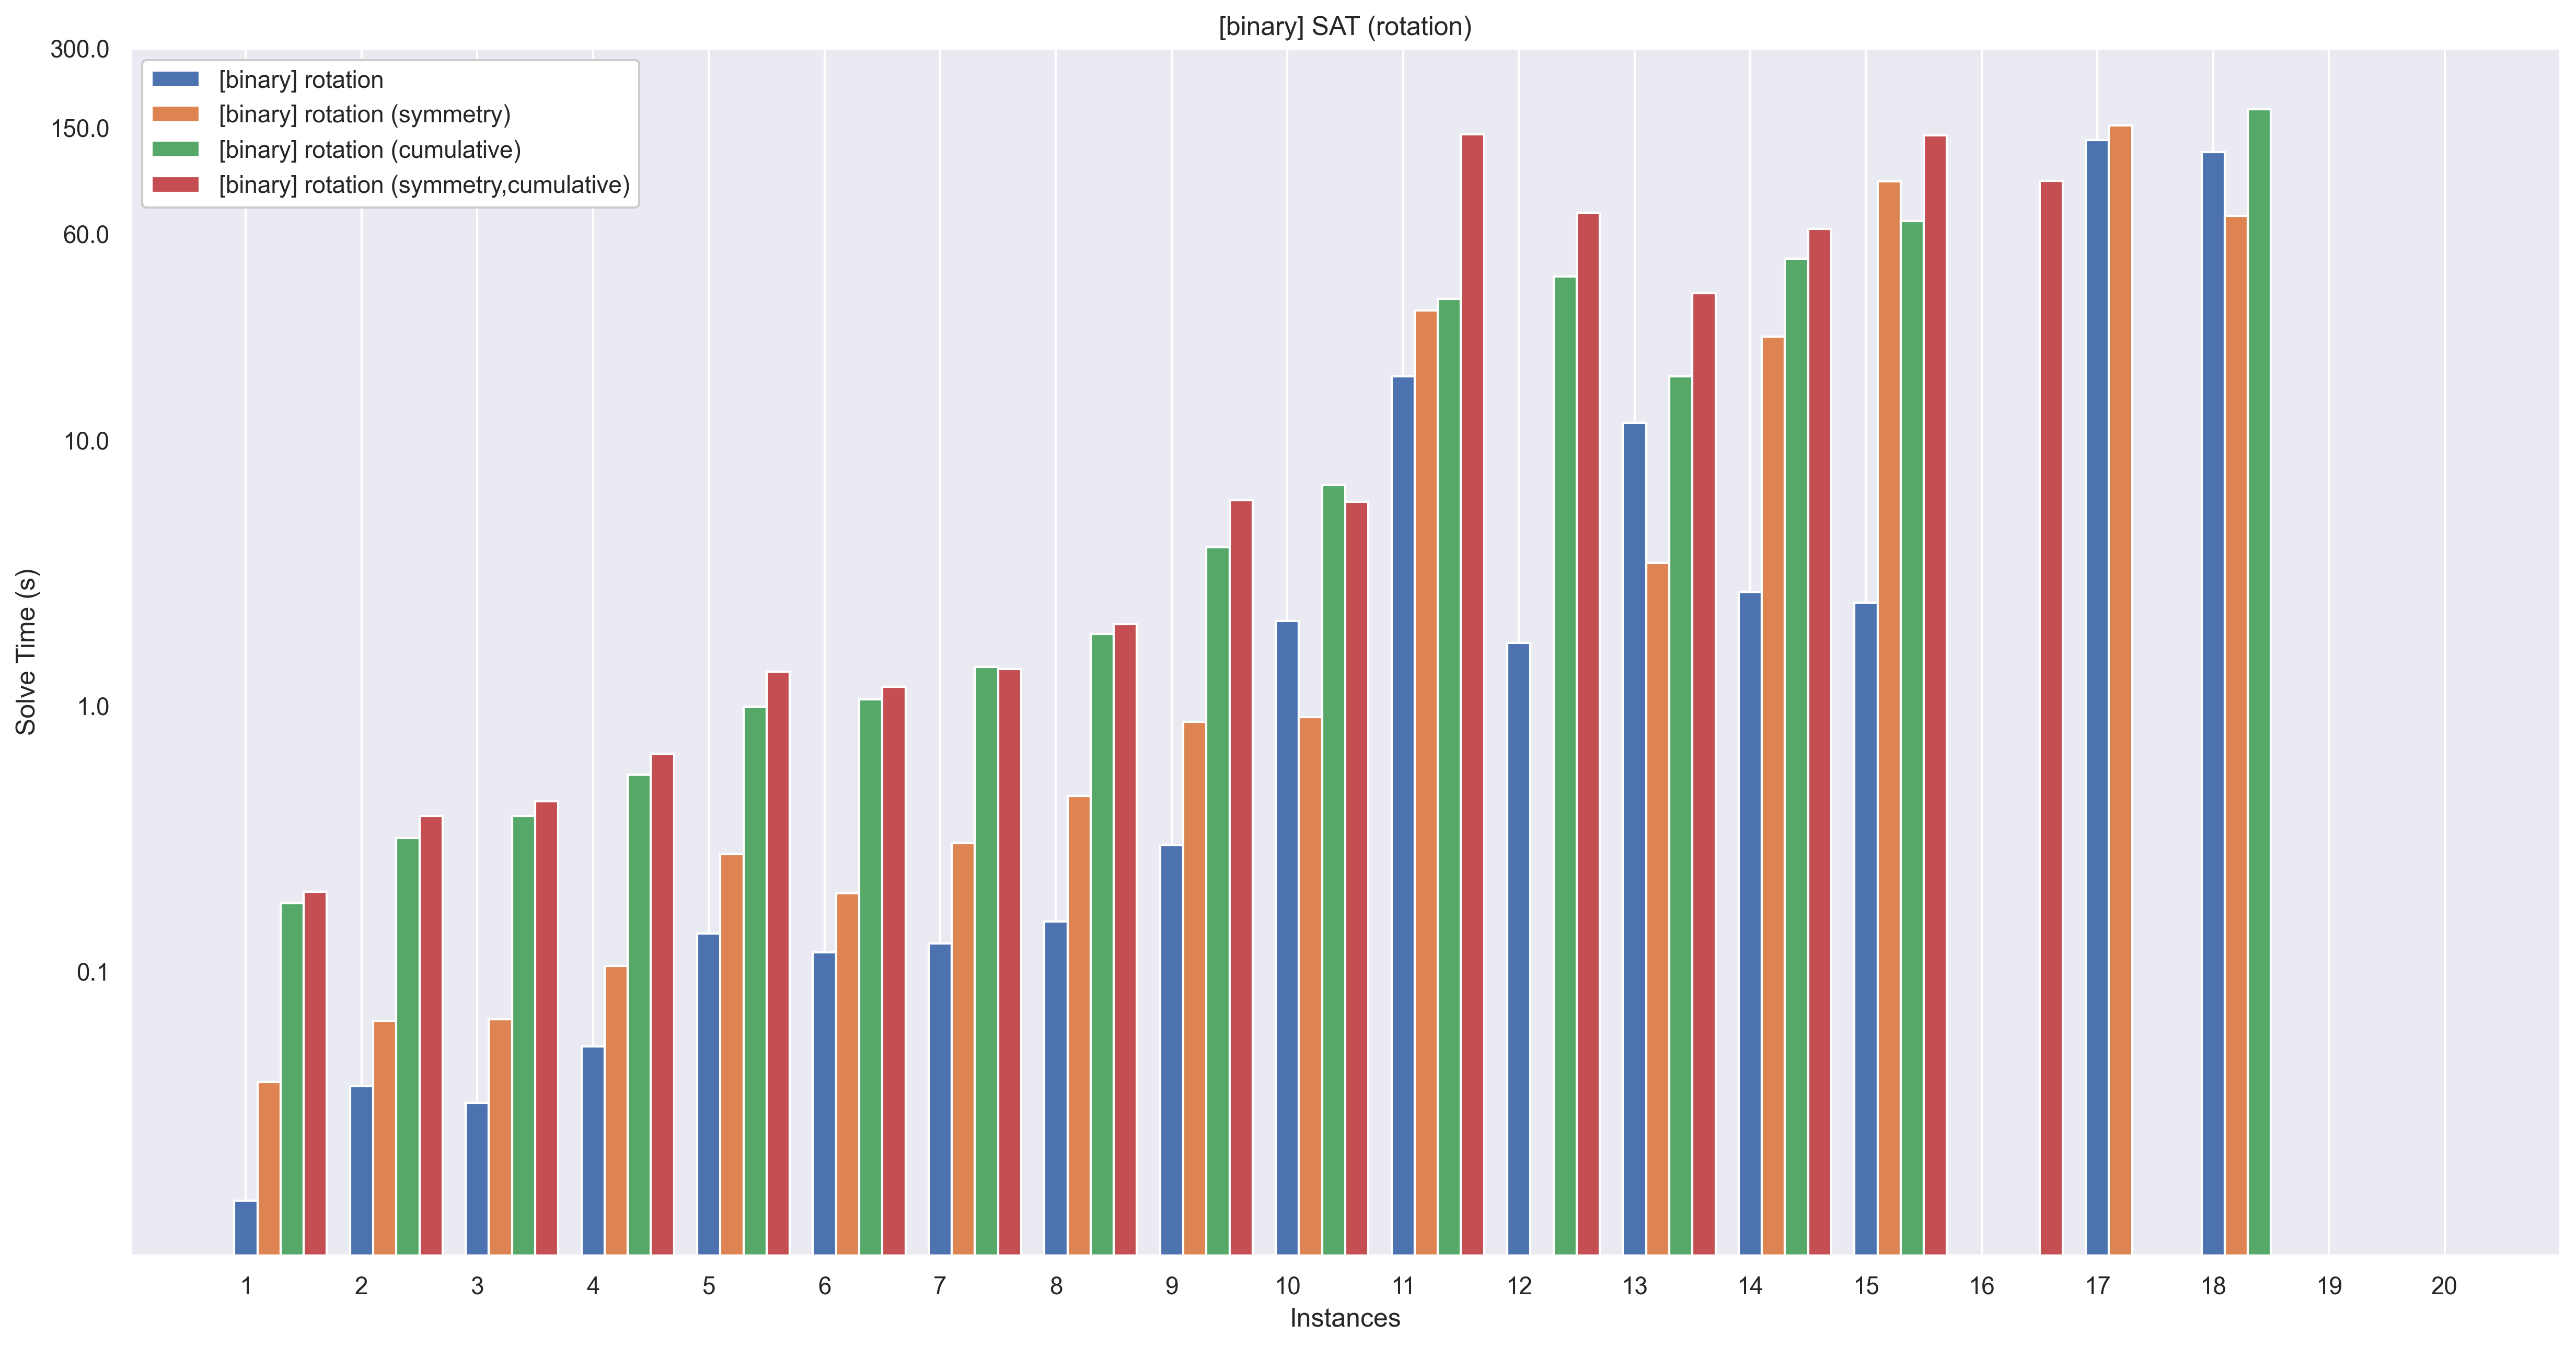 [binary] SAT (rotation)
300.0
150.0
60.0
10.0
1.0
0.1
Solve Time (s)
[binary] rotation
[binary] rotation (symmetry)
[binary] rotation (cumulative)
[binary] rotation (symmetry,cumulative)
1 2 3 4 5 6 7 8 9 10 11 12 13 14 15 16 17 18 19 20
Instances